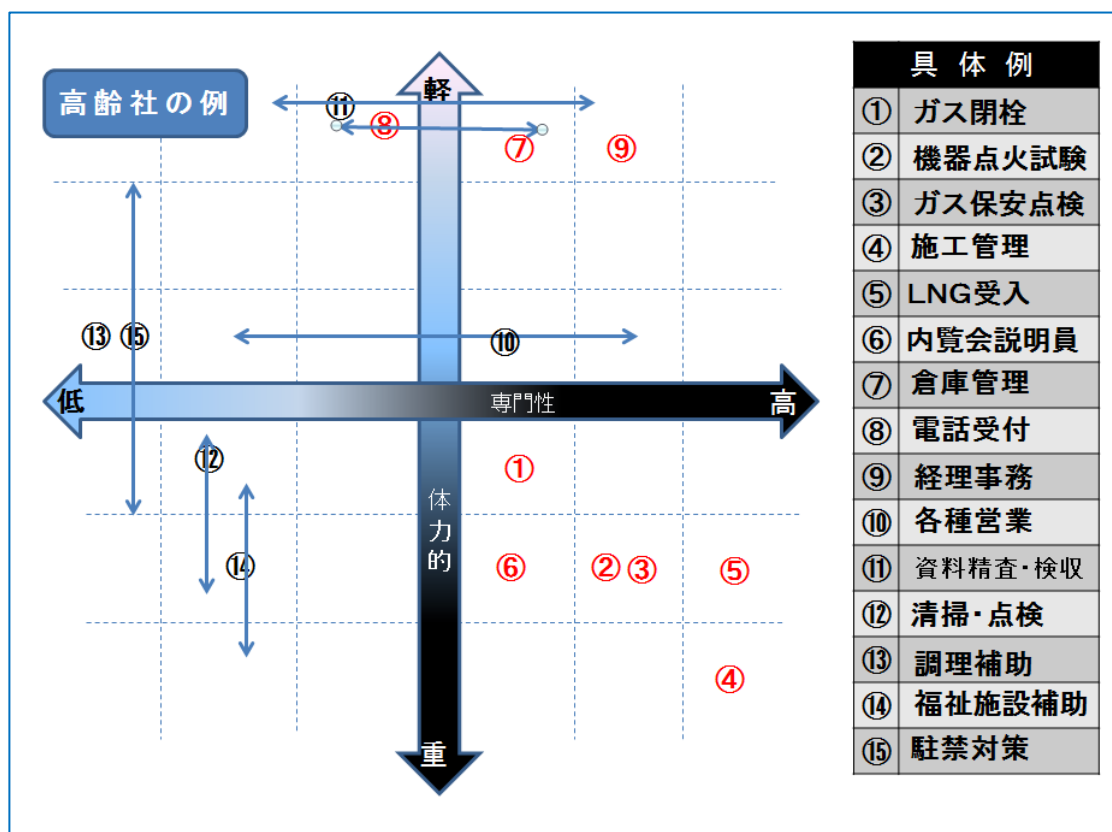 高齢社の例
軽
⑪
⑧
⑦
⑨
⑬
⑮
⑩
低
専門性
高
⑫
①
体力的
⑭
⑥
②
③
⑤
④
重
具体例
① ガス閉栓
② 機器点火試験
③ ガス保安点検
④ 施工管理
⑤ LNG受入
⑥ 内覧会説明員
⑦ 倉庫管理
⑧ 電話受付
⑨ 経理事務
⑩ 各種営業
⑪ 資料精査・検収
⑫ 清掃・点検
⑬ 調理補助
⑭ 福祉施設補助
⑮ 駐禁対策